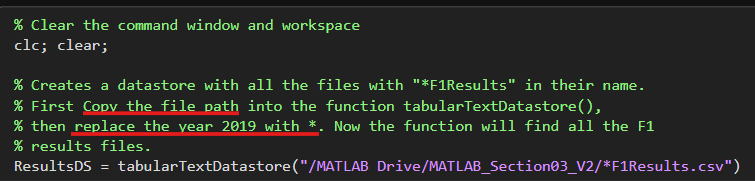 % Clear the command window and workspace
clc; clear;
% Creates a datastore with all the files with "*F1Results" in their name.
% First Copy the file path into the function tabularTextDatastore(),
% then replace the year 2019 with *. Now the function will find all the F1
% results files.
ResultsDS = tabularTextDatastore("/MATLAB Drive/MATLAB_Section03_V2/*F1Results.csv")